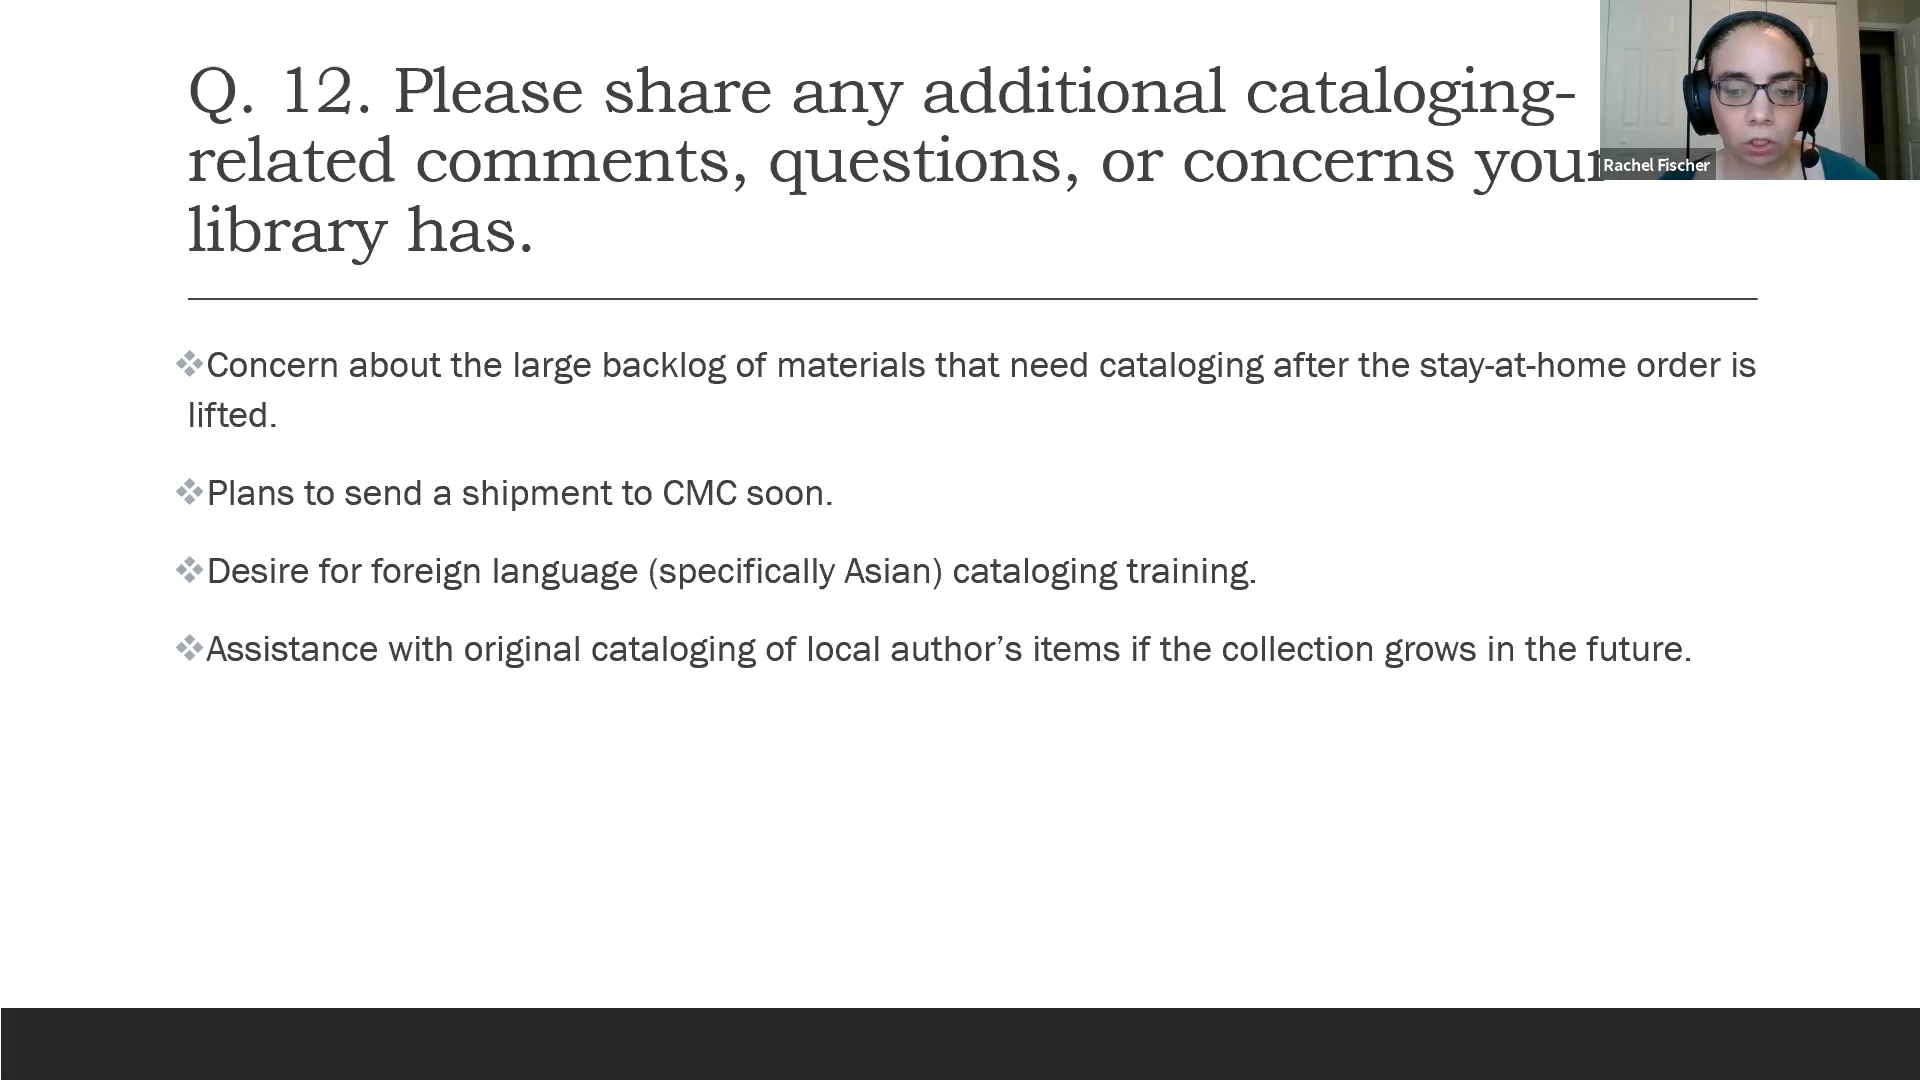 Q. 12. Please share any additional cataloging-
related comments, questions, or concerns your
library has.
Rachel Fischer
❖Concern about the large backlog of materials that need cataloging after the stay-at-home order is
lifted.
❖Plans to send a shipment to CMC soon.
❖Desire for foreign language (specifically Asian) cataloging training.
❖Assistance with original cataloging of local author’s items if the collection grows in the future.